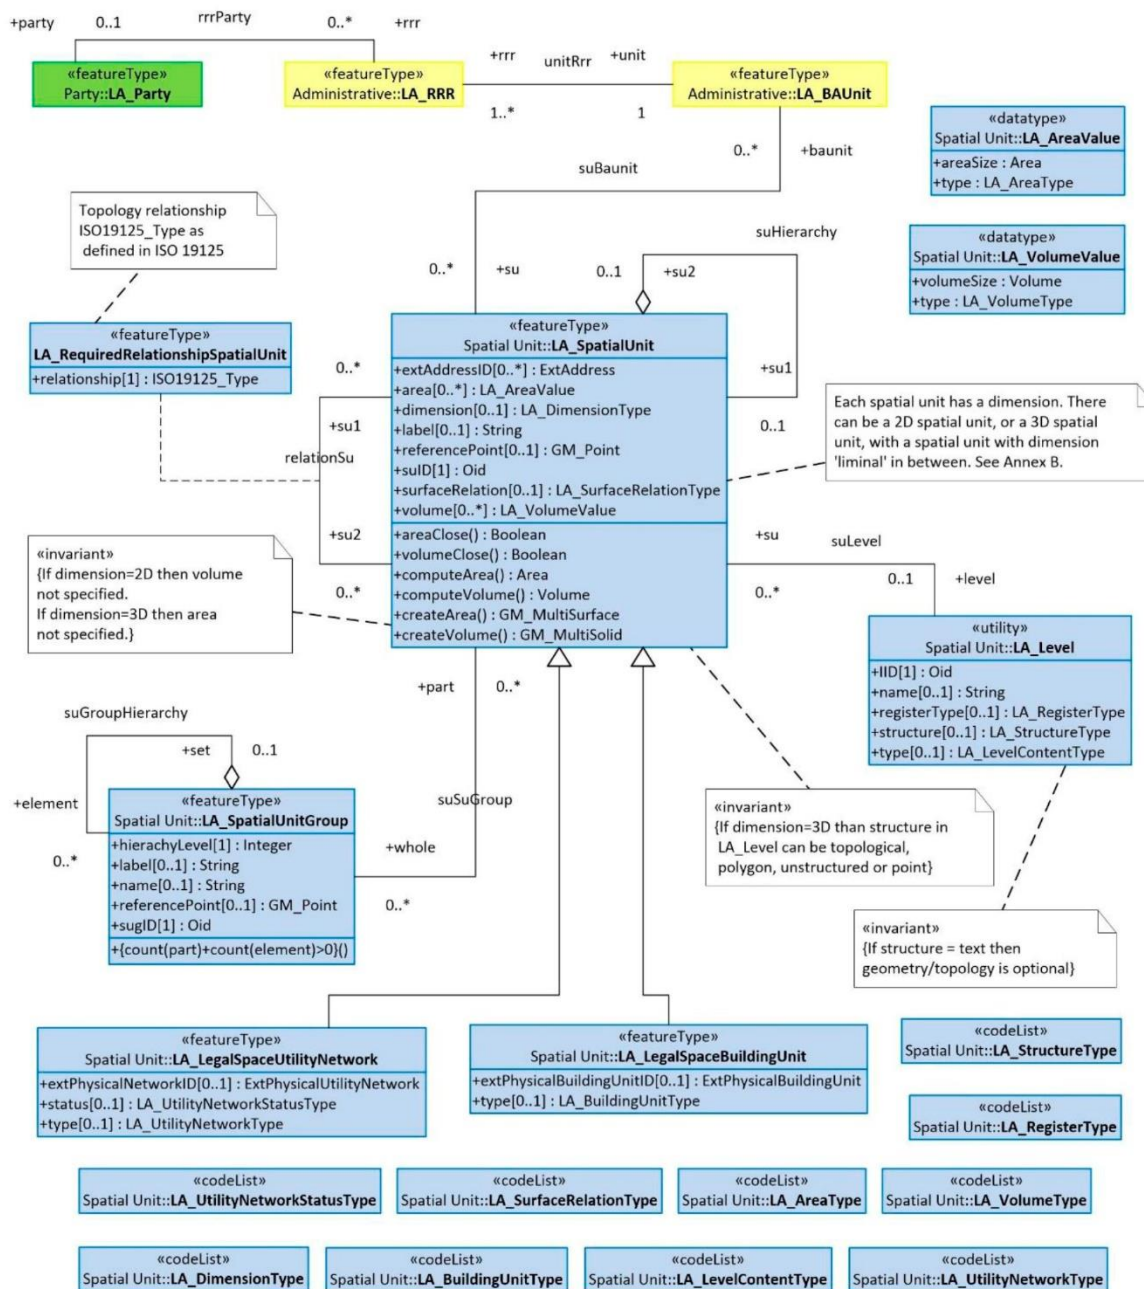 +party 0..1 rrrParty 0..* +rrr
«featureType»
Party::LA_Party
«featureType»
Administrative::LA_RRR
+rrr unitRrr +unit
1..* 1
«featureType»
Administrative::LA_BAUnit
0..* +baunit
suBaunit
«datatype»
Spatial Unit::LA_AreaValue
+areaSize : Area
+type : LA_AreaType
Topology relationship
ISO19125_Type as
defined in ISO 19125
suHierarchy
0..* +su
0..1 +su2
«datatype»
Spatial Unit::LA_VolumeValue
+volumeSize : Volume
+type : LA_VolumeType
«featureType»
LA_RequiredRelationshipSpatialUnit
+relationship[1] : ISO19125_Type
«featureType»
Spatial Unit::LA_SpatialUnit
+extAddressID[0..*] : ExtAddress
+area[0..*] : LA_AreaValue
+dimension[0..1] : LA_DimensionType
+label[0..1] : String
+referencePoint[0..1] : GM_Point
+suID[1] : Oid
+surfaceRelation[0..1] : LA_SurfaceRelationType
+volume[0..*] : LA_VolumeValue
+areaClose() : Boolean
+volumeClose() : Boolean
+computeArea() : Area
+computeVolume() : Volume
+createArea() : GM_MultiSurface
+createVolume() : GM_MultiSolid
0..*
+su1
relationSu
+su2
0..*
+su1
0..1
Each spatial unit has a dimension. There
can be a 2D spatial unit, or a 3D spatial
unit, with a spatial unit with dimension
'liminal' in between. See Annex B.
«invariant»
{If dimension=2D then volume
not specified.
If dimension=3D then area
not specified.}
+su suLevel
0..* 0..1 +level
«utility»
Spatial Unit::LA_Level
+lID[1] : Oid
+name[0..1] : String
+registerType[0..1] : LA_RegisterType
+structure[0..1] : LA_StructureType
+type[0..1] : LA_LevelContentType
+part 0..*
suGroupHierarchy
+set 0..1
+element
0..*
«featureType»
Spatial Unit::LA_SpatialUnitGroup
+hierachyLevel[1] : Integer
+label[0..1] : String
+name[0..1] : String
+referencePoint[0..1] : GM_Point
+sugID[1] : Oid
+{count(part)+count(element)>0}()
suSuGroup
+whole
0..*
«invariant»
{If dimension=3D than structure in
LA_Level can be topological,
polygon, unstructured or point}
«invariant»
{If structure = text then
geometry/topology is optional}
«featureType»
Spatial Unit::LA_LegalSpaceUtilityNetwork
+extPhysicalNetworkID[0..1] : ExtPhysicalUtilityNetwork
+status[0..1] : LA_UtilityNetworkStatusType
+type[0..1] : LA_UtilityNetworkType
«featureType»
Spatial Unit::LA_LegalSpaceBuildingUnit
+extPhysicalBuildingUnitID[0..1] : ExtPhysicalBuildingUnit
+type[0..1] : LA_BuildingUnitType
«codeList»
Spatial Unit::LA_StructureType
«codeList»
Spatial Unit::LA_RegisterType
«codeList»
Spatial Unit::LA_UtilityNetworkStatusType
«codeList»
Spatial Unit::LA_SurfaceRelationType
«codeList»
Spatial Unit::LA_AreaType
«codeList»
Spatial Unit::LA_VolumeType
«codeList»
Spatial Unit::LA_DimensionType
«codeList»
Spatial Unit::LA_BuildingUnitType
«codeList»
Spatial Unit::LA_LevelContentType
«codeList»
Spatial Unit::LA_UtilityNetworkType